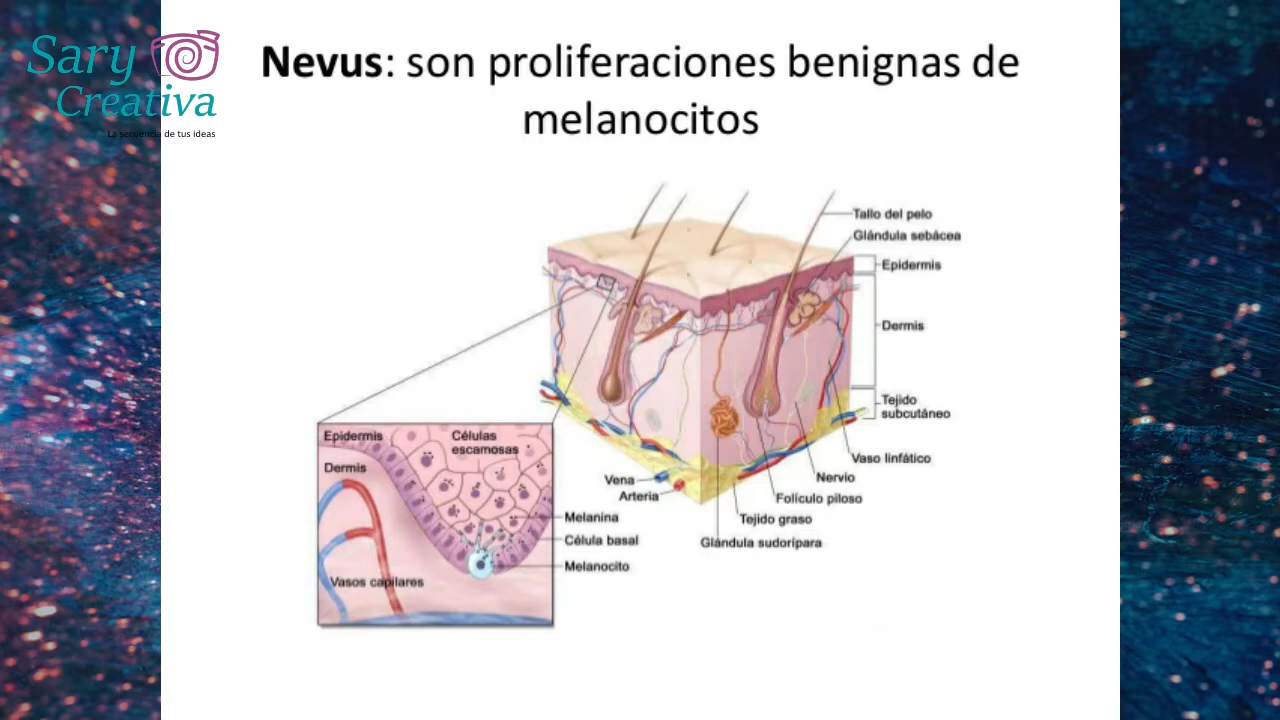 Sary
Creativa
La secuencia de tus ideas
Nevus: son proliferaciones benignas de
melanocitos
Tallo del pelo
Glándula sebácea
Epidermis
Dermis
Tejido
subcutáneo
Vaso linfático
Nervio
Folículo piloso
Tejido graso
Glándula sudorípara
Vena
Arteria
Epidermis
Células
escamosas
Dermis
Melanina
Célula basal
Melanocito
Vasos capilares